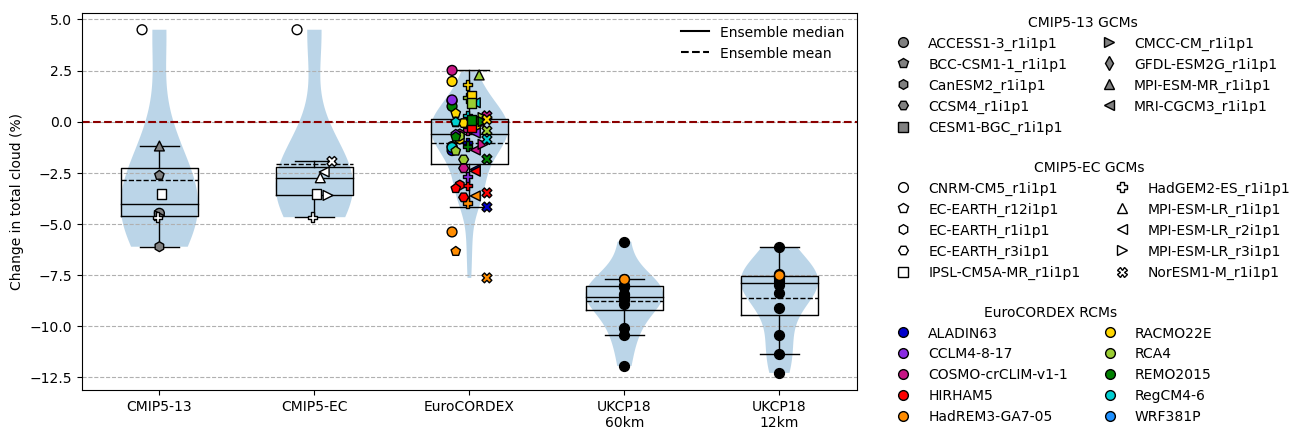 Change in total cloud (%)
5.0
2.5
0.0
−2.5
−5.0
−7.5
−10.0
−12.5
Ensemble median
Ensemble mean
CMIP5-13
CMIP5-EC
EuroCORDEX
UKCP18
60km
UKCP18
12km
CMIP5-13 GCMs
ACCESS1-3_r1i1p1
BCC-CSM1-1_r1i1p1
CanESM2_r1i1p1
CCSM4_r1i1p1
CESM1-BGC_r1i1p1
CMCC-CM_r1i1p1
GFDL-ESM2G_r1i1p1
MPI-ESM-MR_r1i1p1
MRI-CGCM3_r1i1p1
CMIP5-EC GCMs
CNRM-CM5_r1i1p1
EC-EARTH_r12i1p1
EC-EARTH_r1i1p1
EC-EARTH_r3i1p1
IPSL-CM5A-MR_r1i1p1
HadGEM2-ES_r1i1p1
MPI-ESM-LR_r1i1p1
MPI-ESM-LR_r2i1p1
MPI-ESM-LR_r3i1p1
NorESM1-M_r1i1p1
EuroCORDEX RCMs
ALADIN63
CCLM4-8-17
COSMO-crCLIM-v1-1
HIRHAM5
HadREM3-GA7-05
RACMO22E
RCA4
REMO2015
RegCM4-6
WRF381P